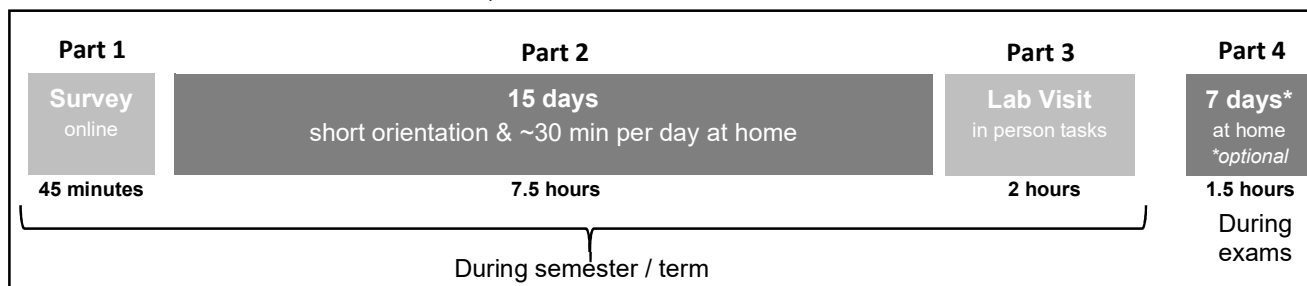 Part 1
Survey
online
45 minutes
Part 2
15 days
short orientation & ~30 min per day at home
7.5 hours
Part 3
Lab Visit
in person tasks
2 hours
Part 4
7 days*
at home
*optional
1.5 hours
During
exams
During semester / term